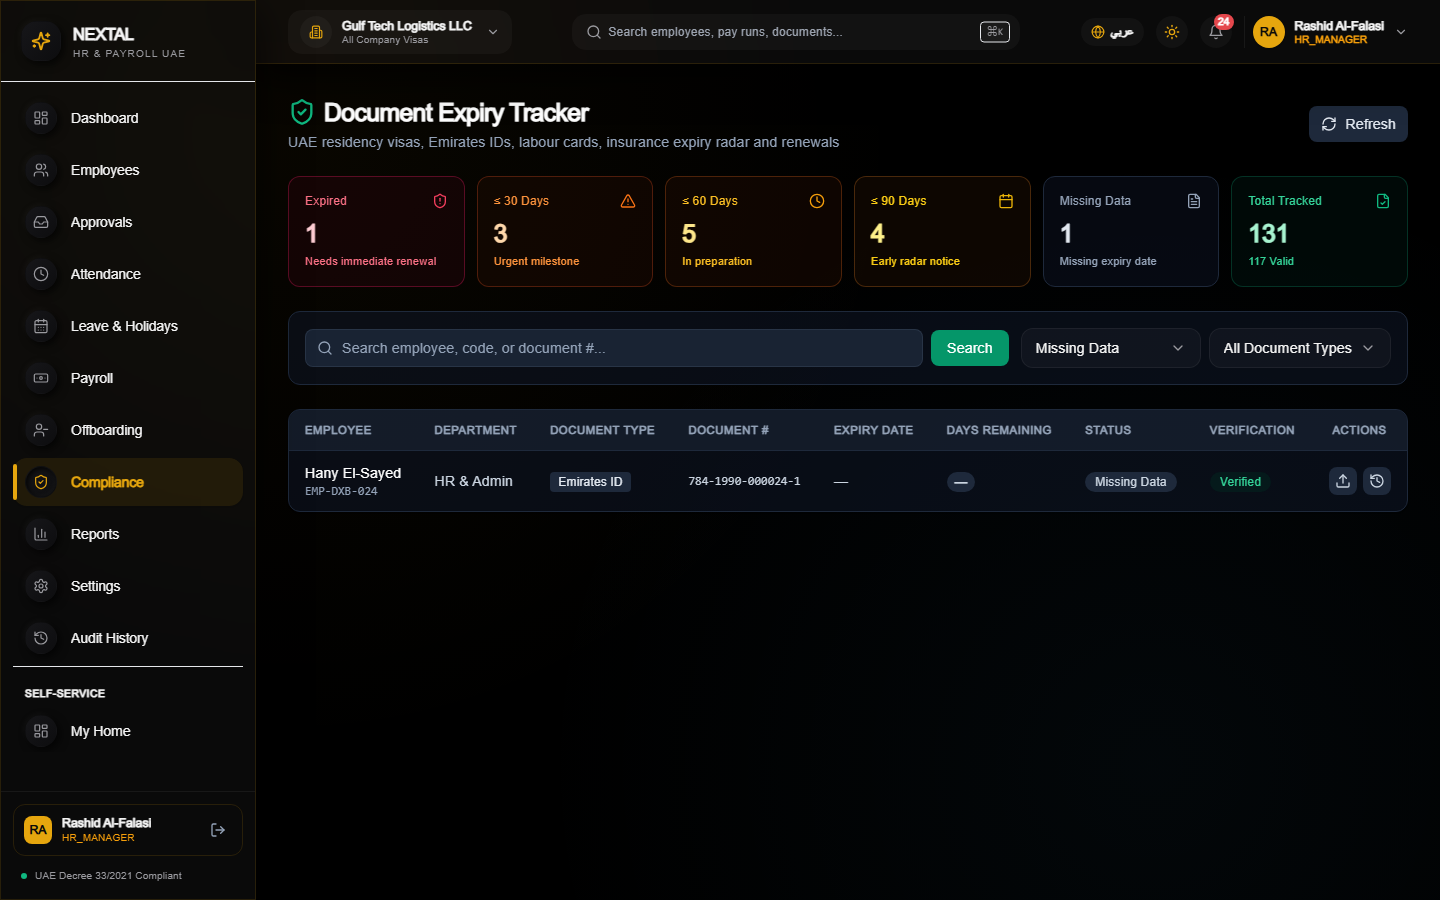 NEXTAL
HR & PAYROLL UAE
Gulf Tech Logistics LLC
All Company Visas
Search employees, pay runs, documents...
⌘K
عربي
24
RA
Rashid Al-Falasi
HR_MANAGER
Dashboard
Employees
Approvals
Attendance
Leave & Holidays
Payroll
Offboarding
Compliance
Reports
Settings
Audit History
SELF-SERVICE
My Home
RA
Rashid Al-Falasi
HR_MANAGER
UAE Decree 33/2021 Compliant
Document Expiry Tracker
UAE residency visas, Emirates IDs, labour cards, insurance expiry radar and renewals
Refresh
Expired
1
Needs immediate renewal
≤ 30 Days
3
Urgent milestone
≤ 60 Days
5
In preparation
≤ 90 Days
4
Early radar notice
Missing Data
1
Missing expiry date
Total Tracked
131
117 Valid
Search employee, code, or document #...
Search
Missing Data
All Document Types
EMPLOYEE DEPARTMENT DOCUMENT TYPE DOCUMENT # EXPIRY DATE DAYS REMAINING STATUS VERIFICATION ACTIONS
Hany El-Sayed HR & Admin Emirates ID 784-1990-000024-1 — — Missing Data Verified
EMP-DXB-024